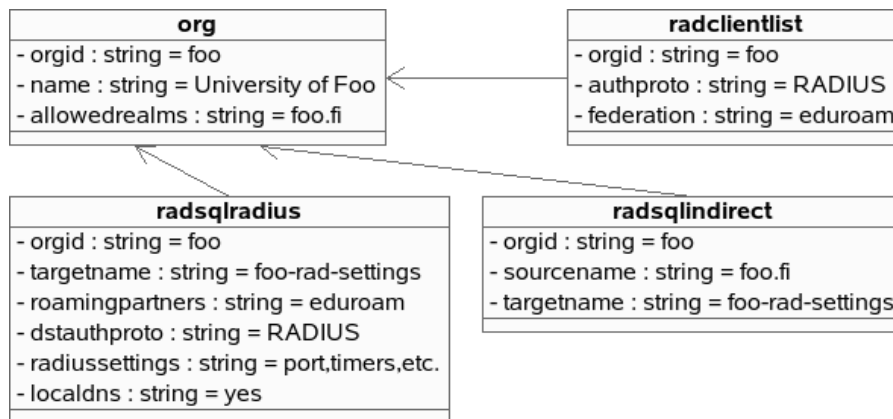 org
- orgid : string = foo
- name : string = University of Foo
- allowedrealms : string = foo.fi
radclientlist
- orgid : string = foo
- authproto : string = RADIUS
- federation : string = eduroam
radsqlradius
- orgid : string = foo
- targetname : string = foo-rad-settings
- roamingpartners : string = eduroam
- dstauthproto : string = RADIUS
- radiussettings : string = port,timers,etc.
- localdns : string = yes
radsqlindirect
- orgid : string = foo
- sourcename : string = foo.fi
- targetname : string = foo-rad-settings